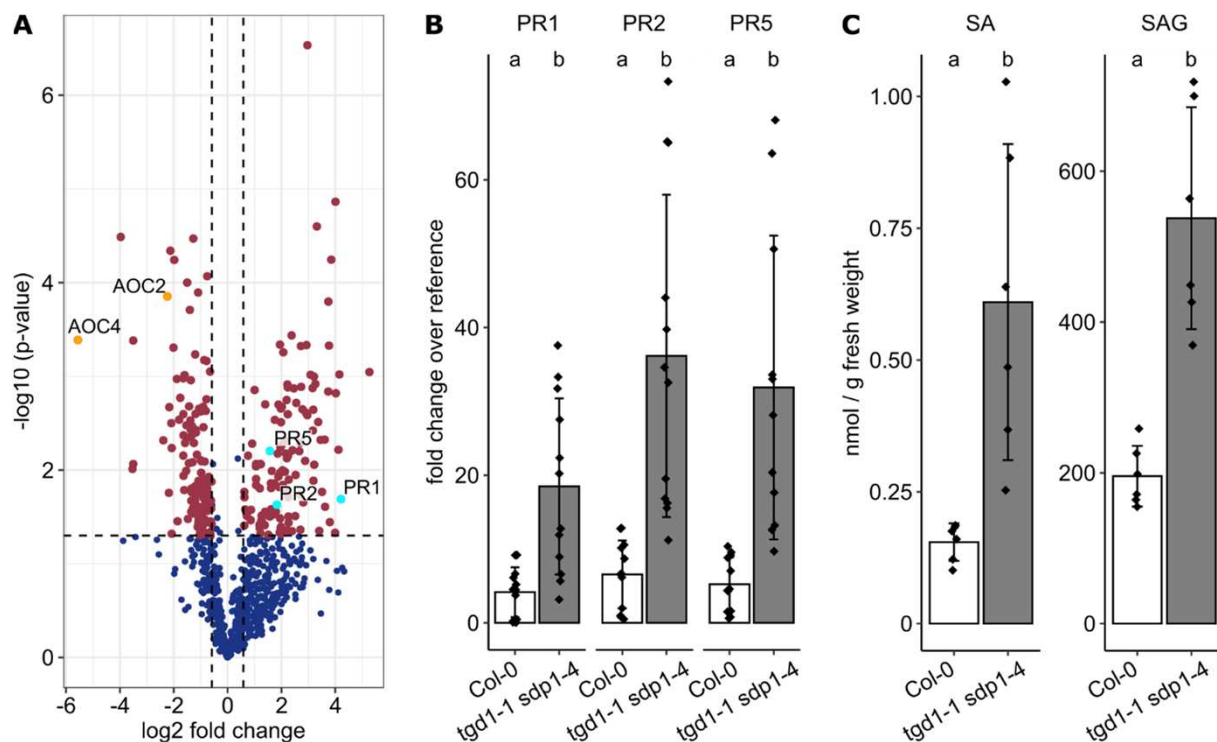 A
-log10 (p-value)
6
4
2
0
AOC2
AOC4
PR5
PR2
PR1
-6 -4 -2 0 2 4
log2 fold change
B
PR1 PR2 PR5
a b a b a b
fold change over reference
60
40
20
0
Col-0 tgd1-1 sdp1-4 Col-0 tgd1-1 sdp1-4 Col-0 tgd1-1 sdp1-4
C
SA SAG
a b a b
nmol / g fresh weight
1.00
0.75
0.50
0.25
0
600
400
200
0
Col-0 tgd1-1 sdp1-4 Col-0 tgd1-1 sdp1-4